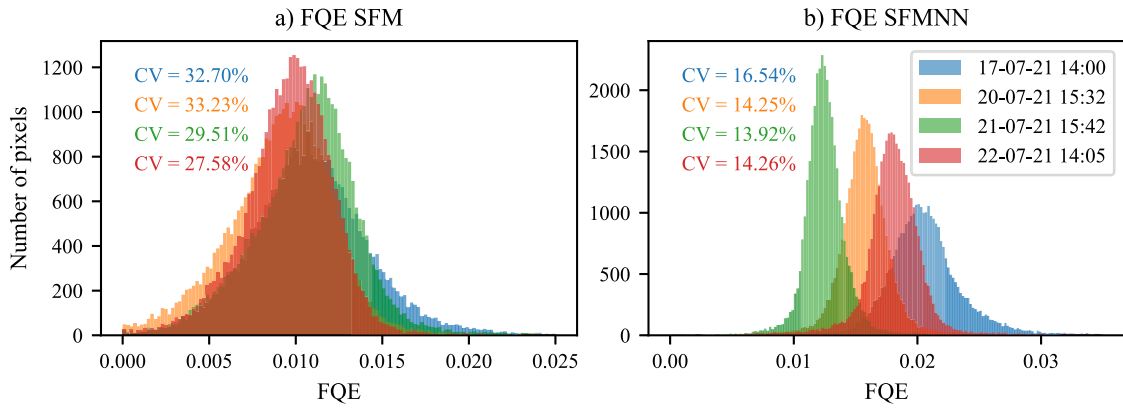 a) FQE SFM
Number of pixels
1200
1000
800
600
400
200
0
CV = 32.70%
CV = 33.23%
CV = 29.51%
CV = 27.58%
0.000 0.005 0.010 0.015 0.020 0.025
FQE
b) FQE SFMNN
2000
1500
1000
500
0
CV = 16.54%
CV = 14.25%
CV = 13.92%
CV = 14.26%
17-07-21 14:00
20-07-21 15:32
21-07-21 15:42
22-07-21 14:05
0.00 0.01 0.02 0.03
FQE